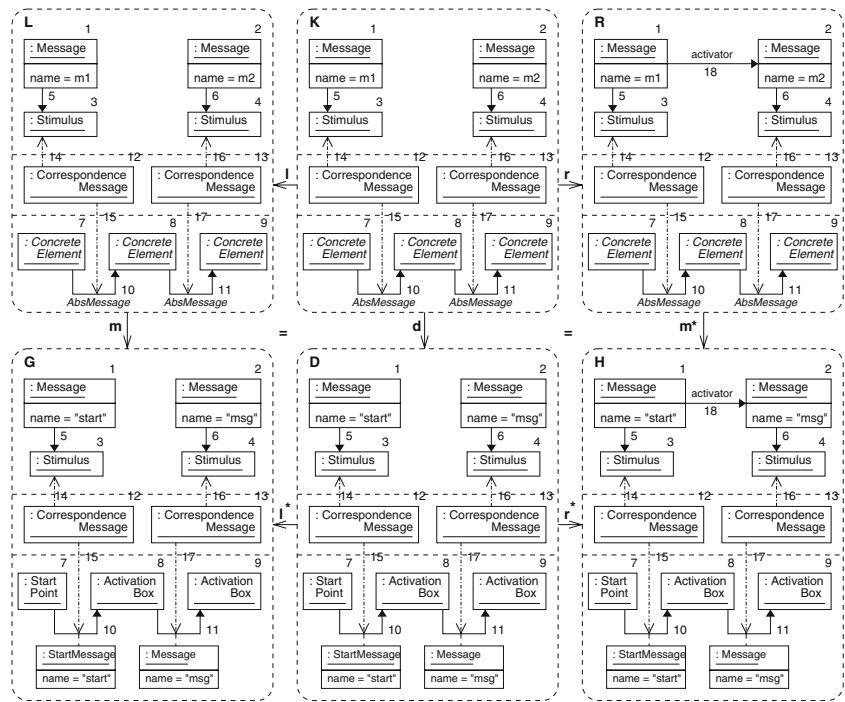 L K R
1 2 1 2 1 2
: Message : Message : Message : Message : Message activator : Message
name = m1 name = m2 name = m1 name = m2 name = m1 18 name = m2
5 3 6 4 5 3 6 4 5 3 6 4
: Stimulus : Stimulus : Stimulus : Stimulus : Stimulus : Stimulus
14 12 16 13 14 12 16 13 14 12 16 13
: Correspondence : Correspondence l : Correspondence : Correspondence r : Correspondence : Correspondence
Message Message Message Message Message Message
7 15 8 17 9 7 15 8 17 9 7 15 8 17 9
: Concrete : Concrete : Concrete : Concrete : Concrete : Concrete : Concrete : Concrete : Concrete
Element Element Element Element Element Element Element Element Element
10 11 10 11 10 11
AbsMessage AbsMessage AbsMessage AbsMessage AbsMessage AbsMessage
m = d = m*
G D H
1 2 1 2 1 2
: Message : Message : Message : Message : Message activator : Message
name = "start" name = "msg" name = "start" name = "msg" name = "start" 18 name = "msg"
5 3 6 4 5 3 6 4 5 3 6 4
: Stimulus : Stimulus : Stimulus : Stimulus : Stimulus : Stimulus
14 12 16 13 14 12 16 13 14 12 16 13
: Correspondence : Correspondence l* : Correspondence : Correspondence r* : Correspondence : Correspondence
Message Message Message Message Message Message
7 15 8 17 9 7 15 8 17 9 7 15 8 17 9
: Start : Activation : Activation : Start : Activation : Activation : Start : Activation : Activation
Point Box Box Point Box Box Point Box Box
10 11 10 11 10 11
: StartMessage : Message : StartMessage : Message : StartMessage : Message
name = "start" name = "msg" name = "start" name = "msg" name = "start" name = "msg"